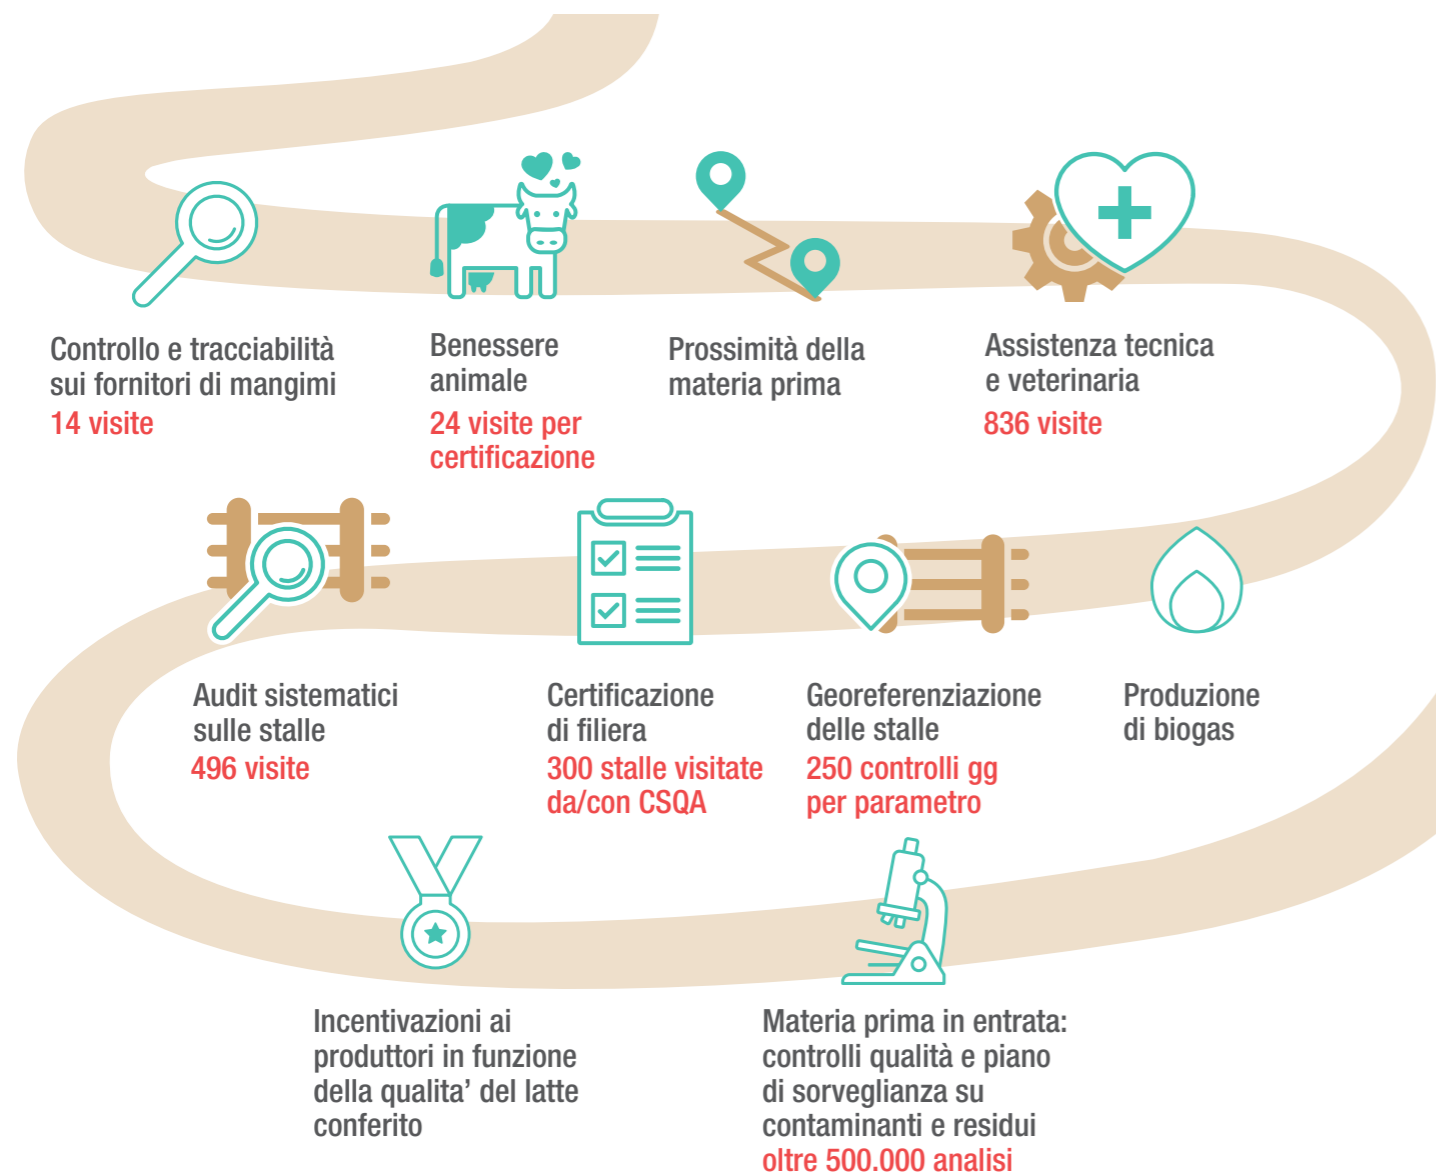 Controllo e tracciabilità
sui fornitori di mangimi
14 visite
Benessere
animale
24 visite per
certificazione
Prossimità della
materia prima
Assistenza tecnica
e veterinaria
836 visite
Audit sistematici
sulle stalle
496 visite
Certificazione
di filiera
300 stalle visitate
da/con CSQA
Georeferenziazione
delle stalle
250 controlli gg
per parametro
Produzione
di biogas
Incentivazioni ai
produttori in funzione
della qualita’ del latte
conferito
Materia prima in entrata:
controlli qualità e piano
di sorveglianza su
contaminanti e residui
oltre 500.000 analisi